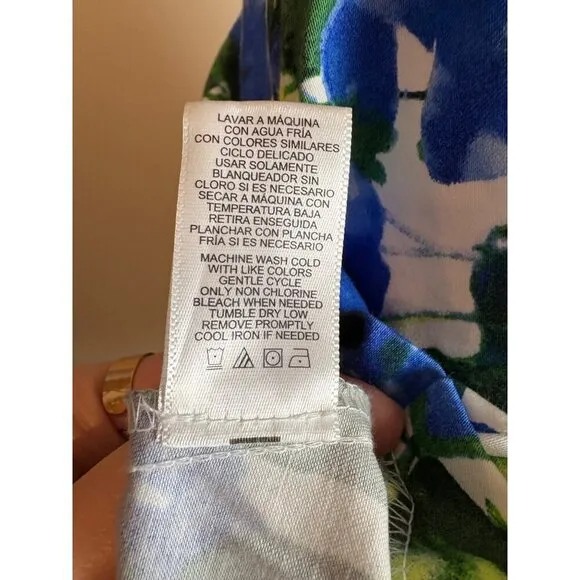 LAVAR A MÁQUINA
CON AGUA FRÍA
CON COLORES SIMILARES
CICLO DELICADO
USAR SOLAMENTE
BLANQUEADOR SIN
CLORO SI ES NECESARIO
SECAR A MÁQUINA CON
TEMPERATURA BAJA
RETIRA ENSEGUIDA
PLANCHAR CON PLANCHA
FRÍA SI ES NECESARIO
MACHINE WASH COLD
WITH LIKE COLORS
GENTLE CYCLE
ONLY NON CHLORINE
BLEACH WHEN NEEDED
TUMBLE DRY LOW
REMOVE PROMPTLY
COOL IRON IF NEEDED